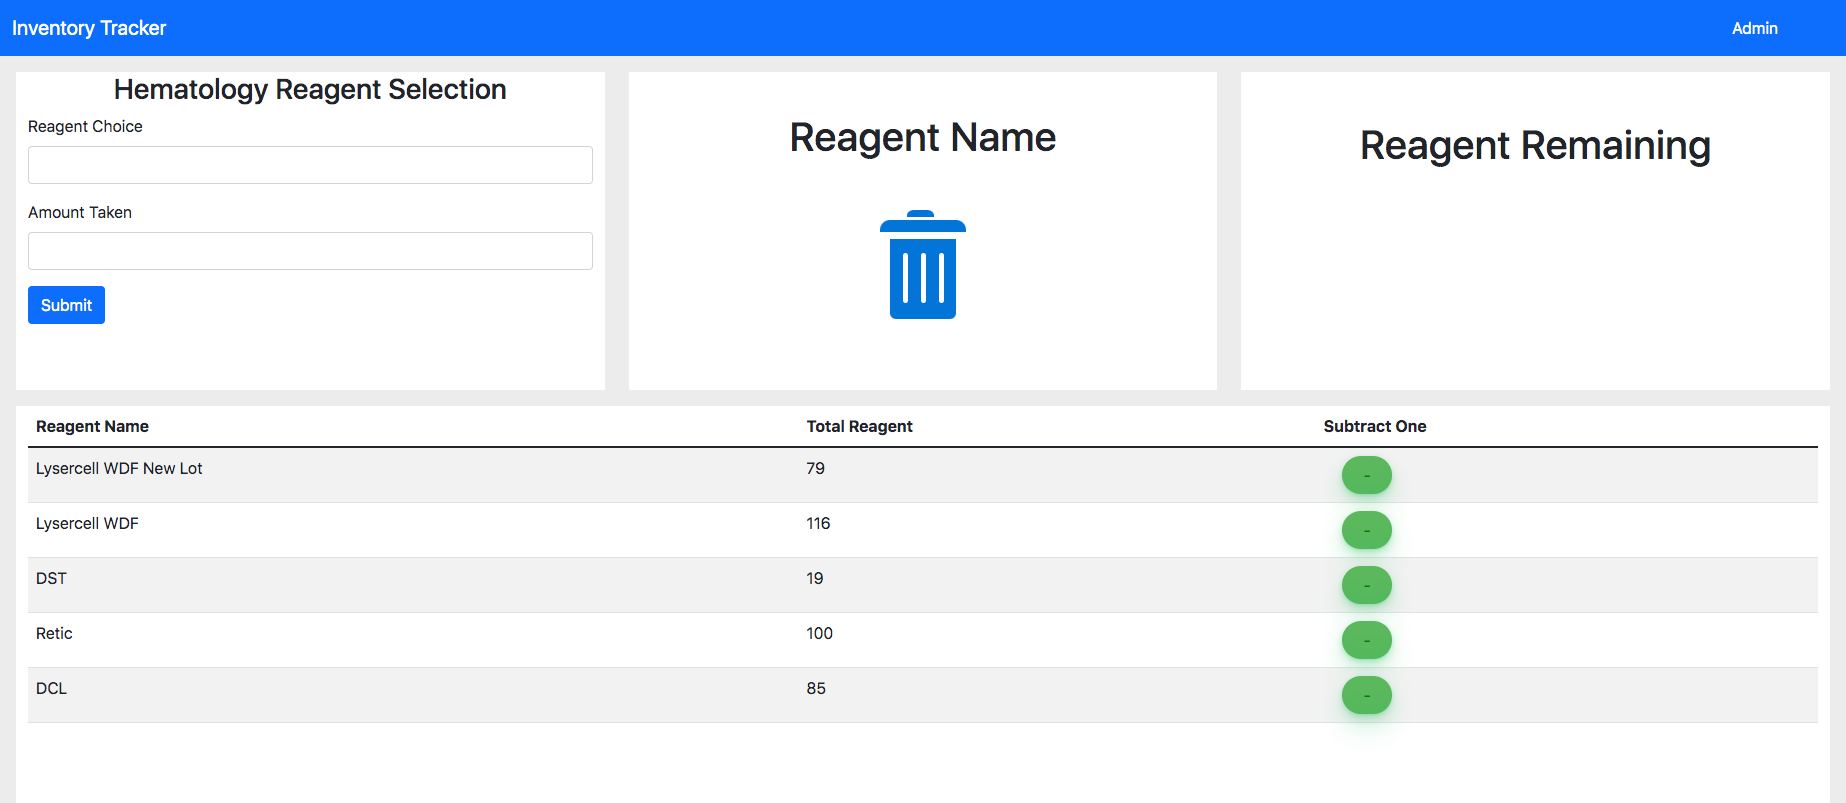 Inventory Tracker
Admin
Hematology Reagent Selection
Reagent Choice
Amount Taken
Submit
Reagent Name
Reagent Remaining
Reagent Name Total Reagent Subtract One
Lysercell WDF New Lot 79 -
Lysercell WDF 116 -
DST 19 -
Retic 100 -
DCL 85 -